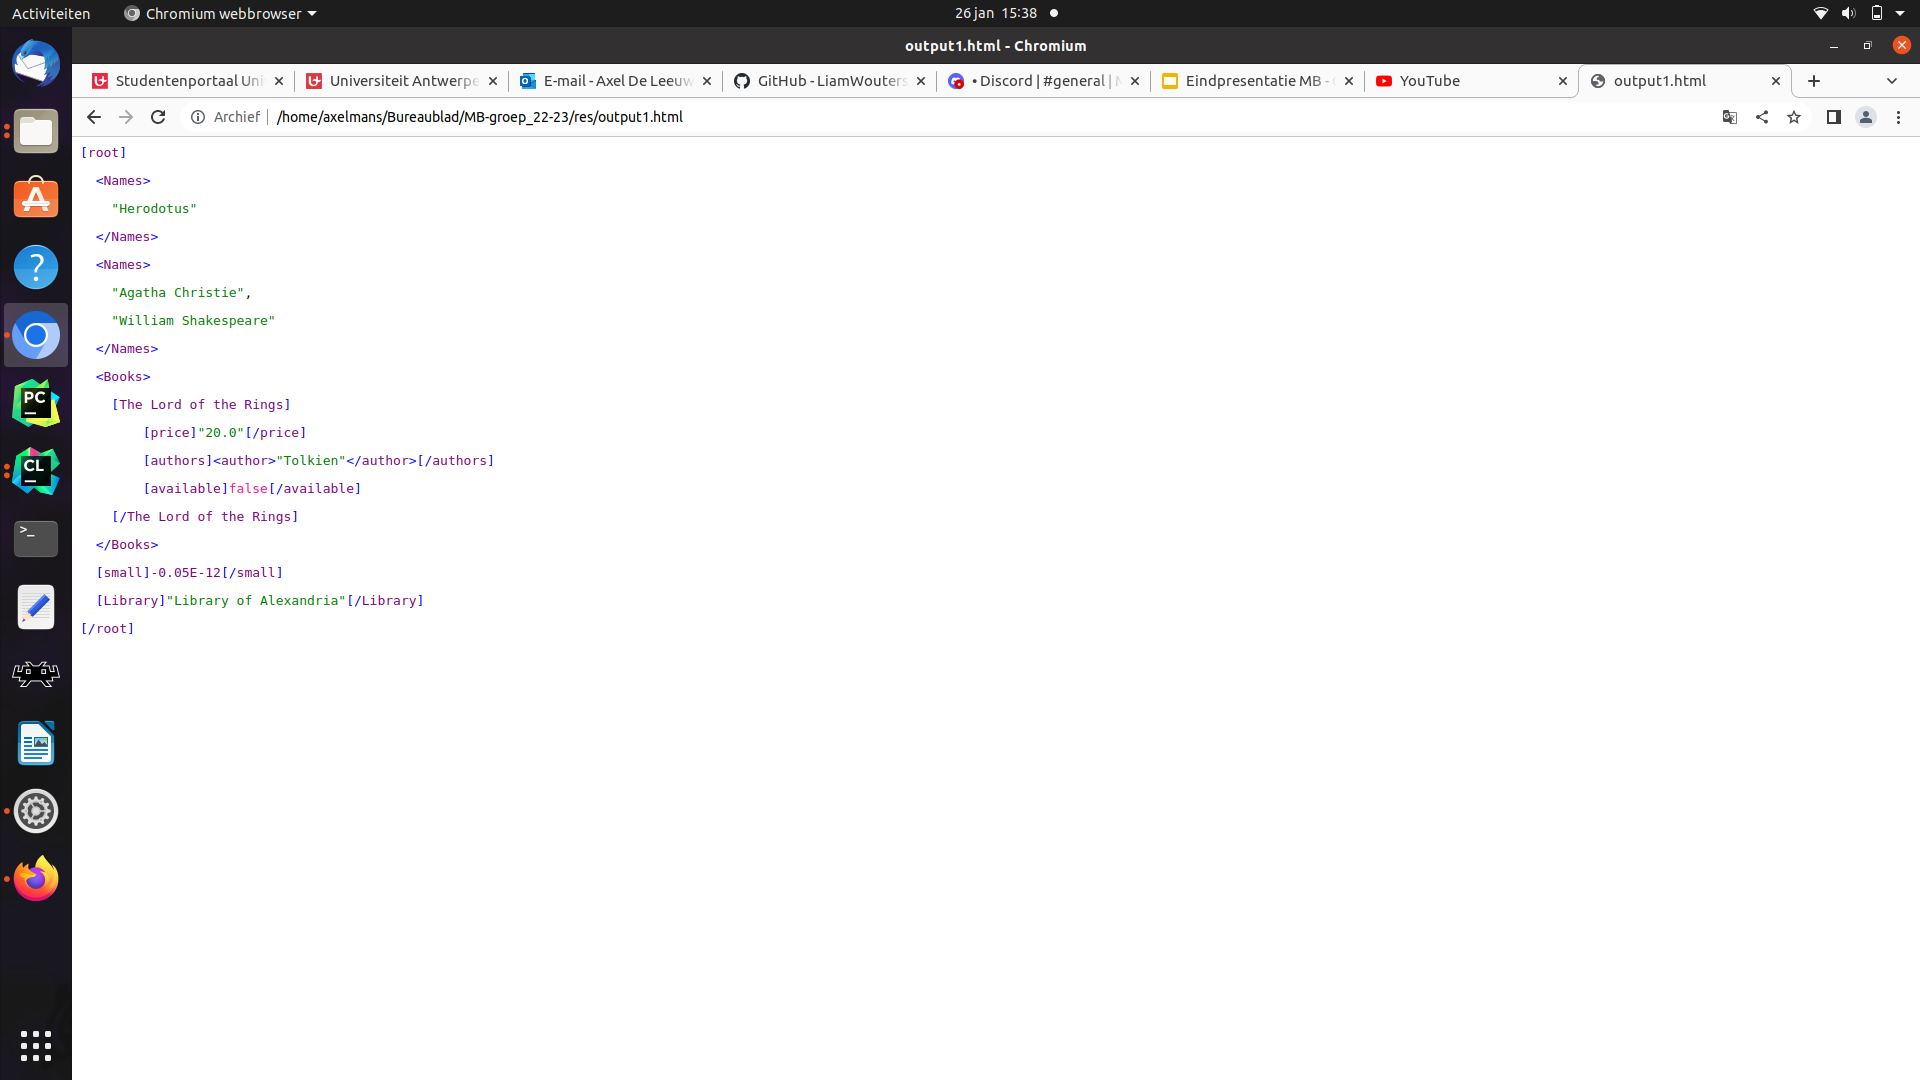 Activiteiten Chromium webbrowser 26 jan 15:38
output1.html - Chromium
Studentenportaal Uni Universiteit Antwerpe E-mail - Axel De Leeuw GitHub - LiamWouters • Discord | #general | Eindpresentatie MB - YouTube output1.html
Archief /home/axelmans/Bureaublad/MB-groep_22-23/res/output1.html
[root]
<Names>
"Herodotus"
</Names>
<Names>
"Agatha Christie",
"William Shakespeare"
</Names>
<Books>
[The Lord of the Rings]
[price]"20.0"[/price]
[authors]<author>"Tolkien"</author>[/authors]
[available]false[/available]
[/The Lord of the Rings]
</Books>
[small]-0.05E-12[/small]
[Library]"Library of Alexandria"[/Library]
[/root]
PC
CL
>_